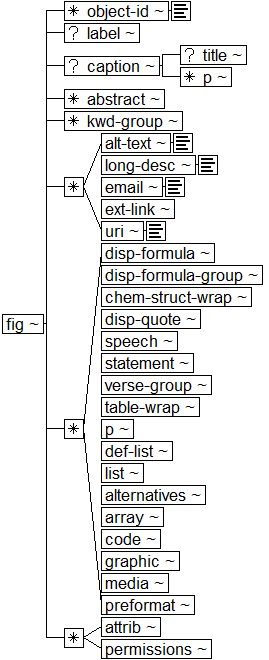 * object-id ~
? label ~
? caption ~
? title ~
* p ~
* abstract ~
* kwd-group ~
*
alt-text ~
long-desc ~
email ~
ext-link ~
uri ~
fig ~
*
disp-formula ~
disp-formula-group ~
chem-struct-wrap ~
disp-quote ~
speech ~
statement ~
verse-group ~
table-wrap ~
p ~
def-list ~
list ~
alternatives ~
array ~
code ~
graphic ~
media ~
preformat ~
*
attrib ~
permissions ~